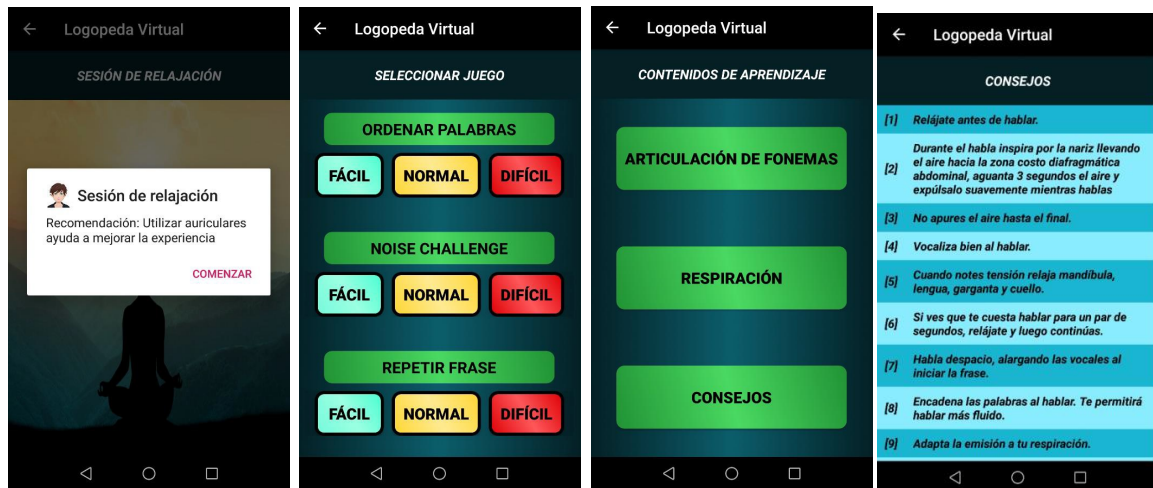 Logopeda Virtual
SESIÓN DE RELAJACIÓN
Sesión de relajación
Recomendación: Utilizar auriculares
ayuda a mejorar la experiencia
COMENZAR
Logopeda Virtual
SELECCIONAR JUEGO
ORDENAR PALABRAS
FÁCIL NORMAL DIFÍCIL
NOISE CHALLENGE
FÁCIL NORMAL DIFÍCIL
REPETIR FRASE
FÁCIL NORMAL DIFÍCIL
Logopeda Virtual
CONTENIDOS DE APRENDIZAJE
ARTICULACIÓN DE FONEMAS
RESPIRACIÓN
CONSEJOS
Logopeda Virtual
CONSEJOS
[1] Relájate antes de hablar.
[2] Durante el habla inspira por la nariz llevando
el aire hacia la zona costo diafragmática
abdominal, aguanta 3 segundos el aire y
expúlsalo suavemente mientras hablas
[3] No apures el aire hasta el final.
[4] Vocaliza bien al hablar.
[5] Cuando notes tensión relaja mandíbula,
lengua, garganta y cuello.
[6] Si ves que te cuesta hablar para un par de
segundos, relájate y luego continúas.
[7] Habla despacio, alargando las vocales al
iniciar la frase.
[8] Encadena las palabras al hablar. Te permitirá
hablar más fluido.
[9] Adapta la emisión a tu respiración.